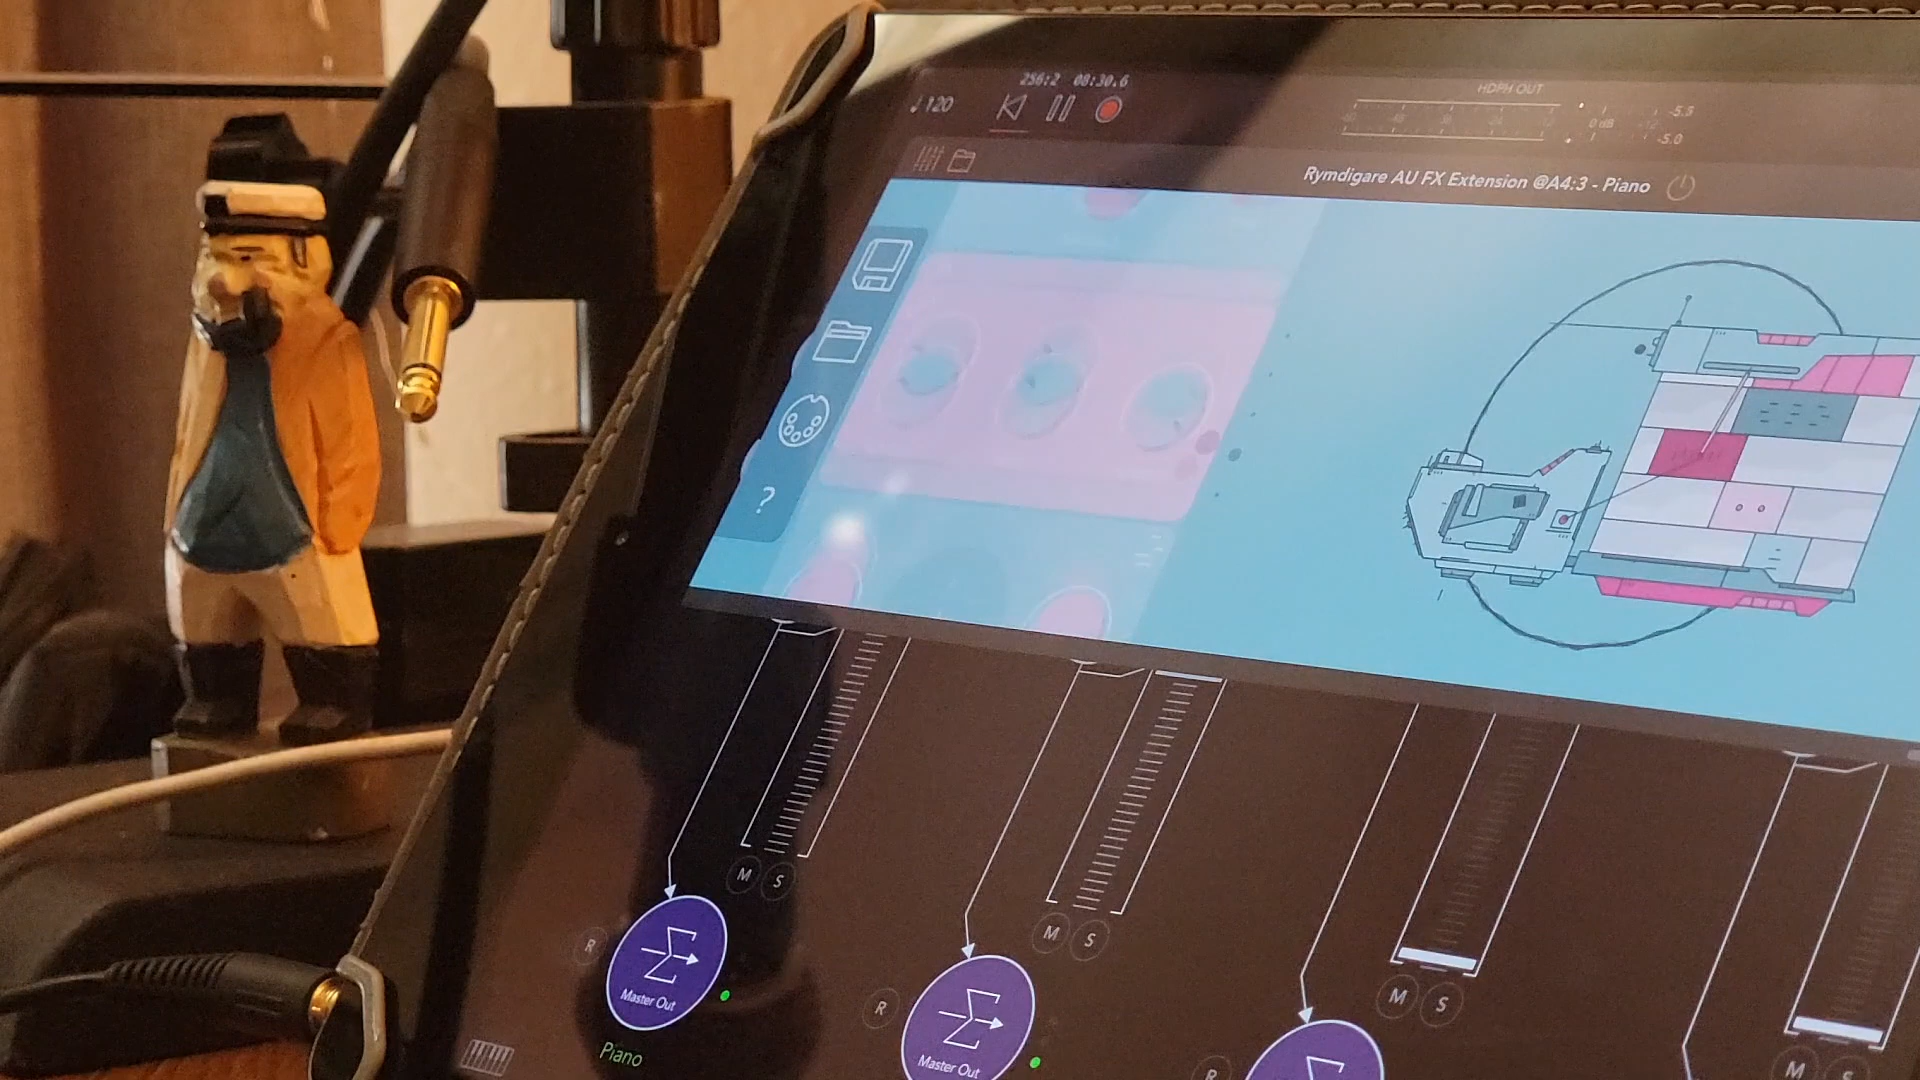 256:2 08:30.6
120
HDPH OUT
-5.5
0 dB
-5.0
Rymdigare AU FX Extension @A4:3 - Piano
?
M S
M S
M S
M S
R
Master Out
Piano
R
Master Out
R